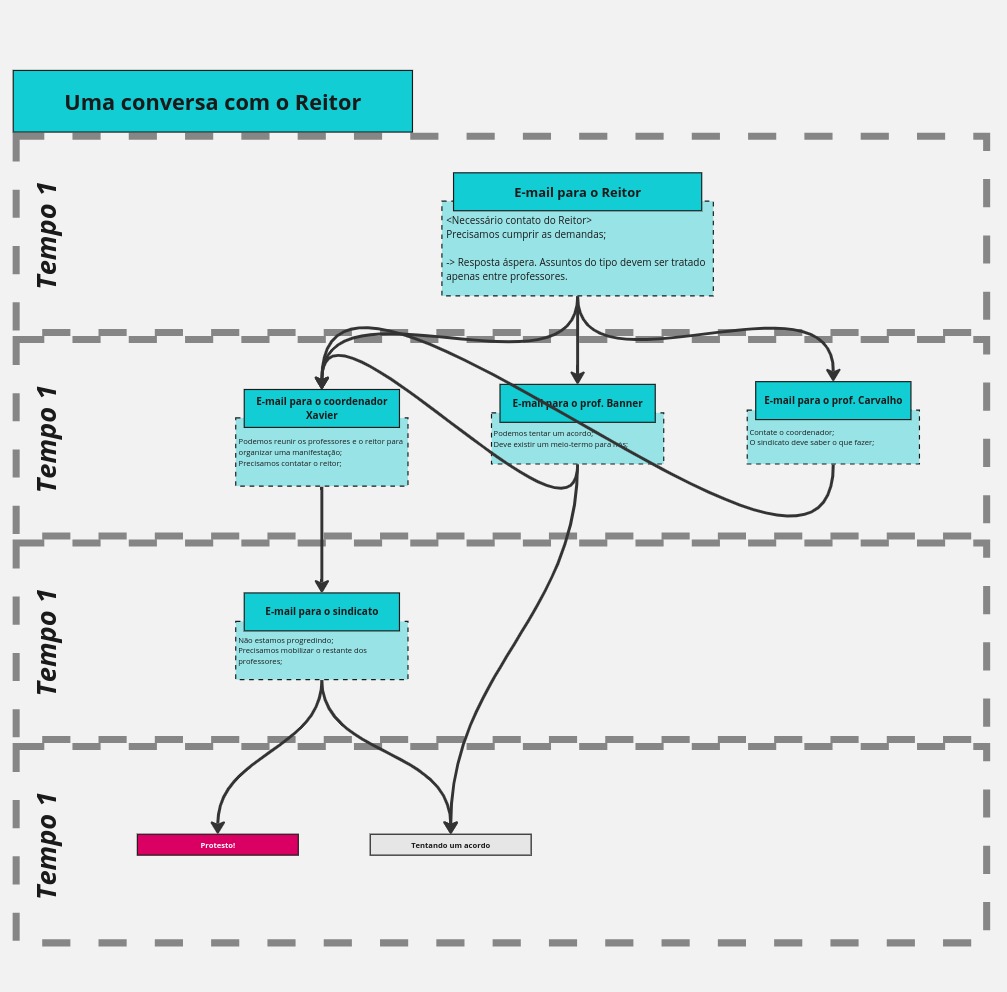 Uma conversa com o Reitor
Tempo 1
E-mail para o Reitor
<Necessário contato do Reitor>
Precisamos cumprir as demandas;
-> Resposta áspera. Assuntos do tipo devem ser tratado
apenas entre professores.
Tempo 1
E-mail para o coordenador
Xavier
Podemos reunir os professores e o reitor para
organizar uma manifestação;
Precisamos contatar o reitor;
E-mail para o prof. Banner
Podemos tentar um acordo;
Deve existir um meio-termo para nós;
E-mail para o prof. Carvalho
Contate o coordenador;
O sindicato deve saber o que fazer;
Tempo 1
E-mail para o sindicato
Não estamos progredindo;
Precisamos mobilizar o restante dos
professores;
Tempo 1
Protesto!
Tentando um acordo